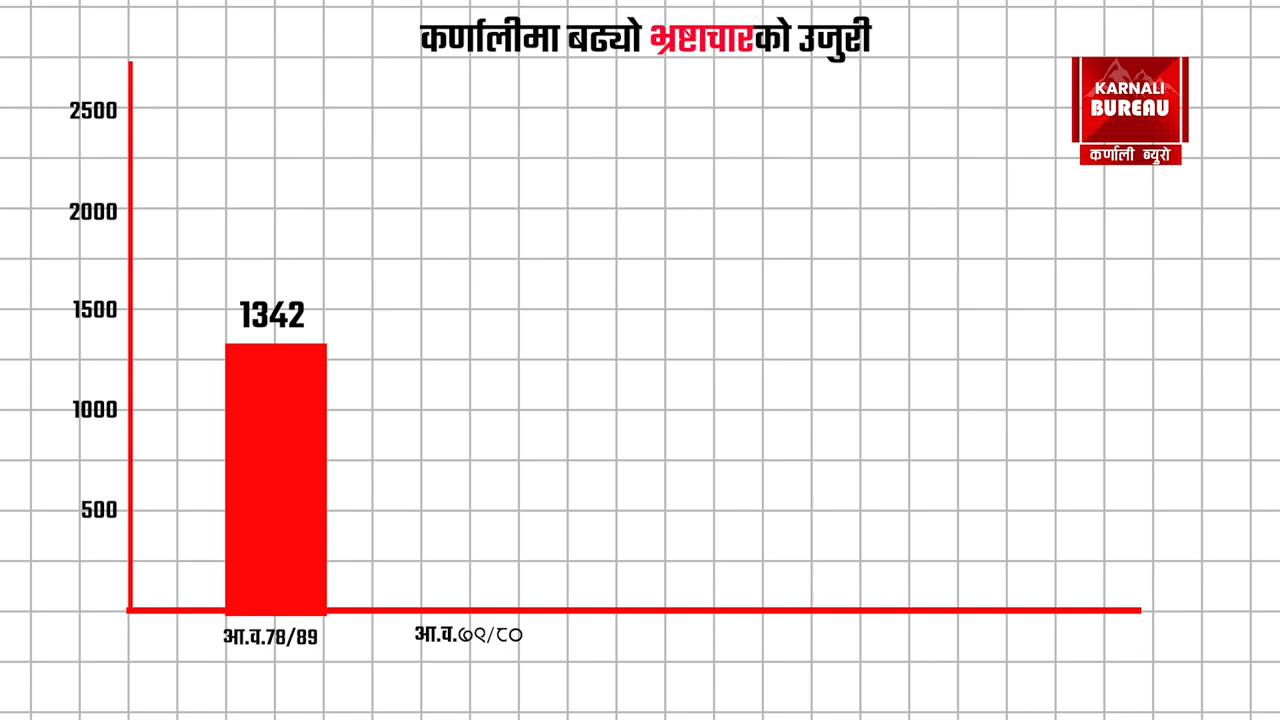 कर्णालीमा बढ्यो भ्रष्टाचारको उजुरी
KARNALI
BUREAU
कर्णाली ब्युरो
2500
2000
1500
1342
1000
500
आ.व.78/89
आ.व.७९/८०